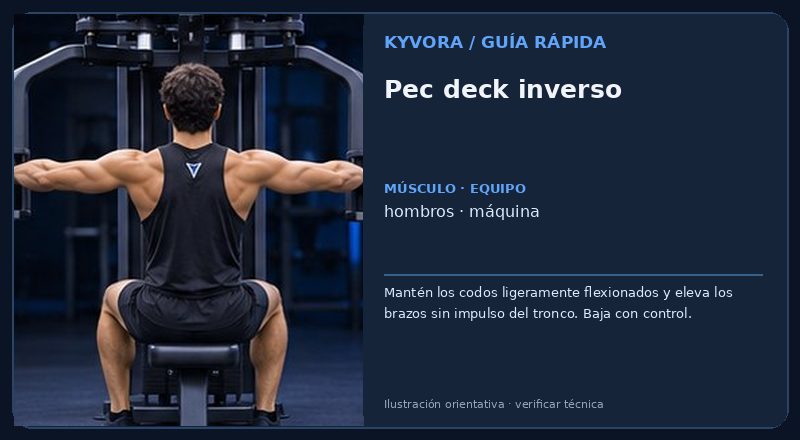 KYVORA / GUÍA RÁPIDA
Pec deck inverso
MÚSCULO · EQUIPO
hombros · máquina
Mantén los codos ligeramente flexionados y eleva los
brazos sin impulso del tronco. Baja con control.
Ilustración orientativa · verificar técnica